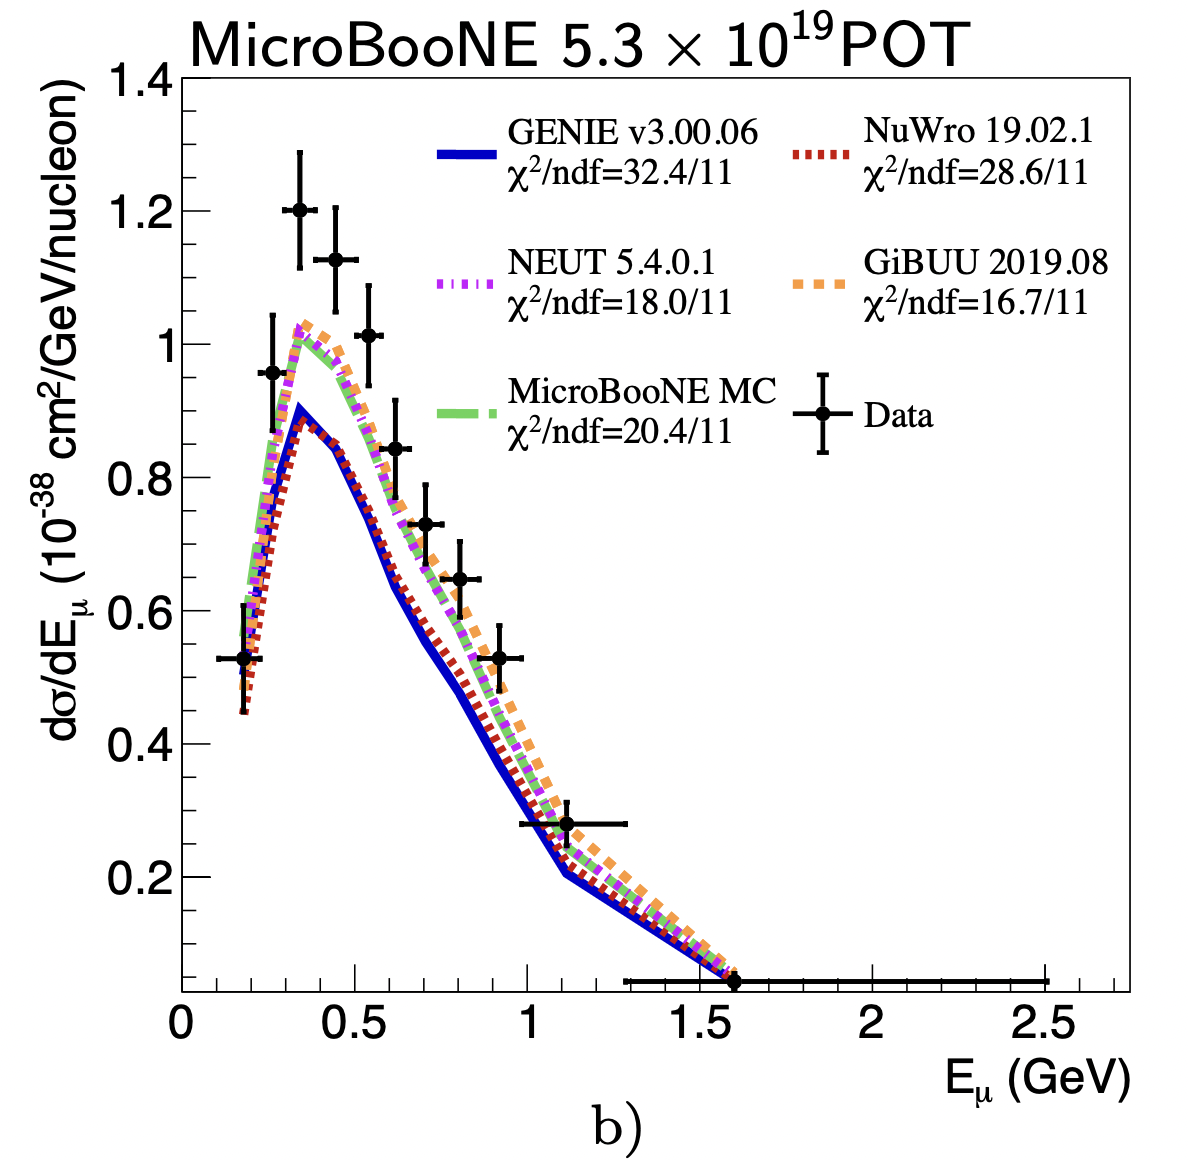 MicroBooNE 5.3 × 10¹⁹POT
1.4
1.2
1
0.8
0.6
0.4
0.2
dσ/dE_μ (10⁻³⁸ cm²/GeV/nucleon)
GENIE v3.00.06
χ²/ndf=32.4/11
NuWro 19.02.1
χ²/ndf=28.6/11
NEUT 5.4.0.1
χ²/ndf=18.0/11
GiBUU 2019.08
χ²/ndf=16.7/11
MicroBooNE MC
χ²/ndf=20.4/11
Data
0 0.5 1 1.5 2 2.5
E_μ (GeV)
b)